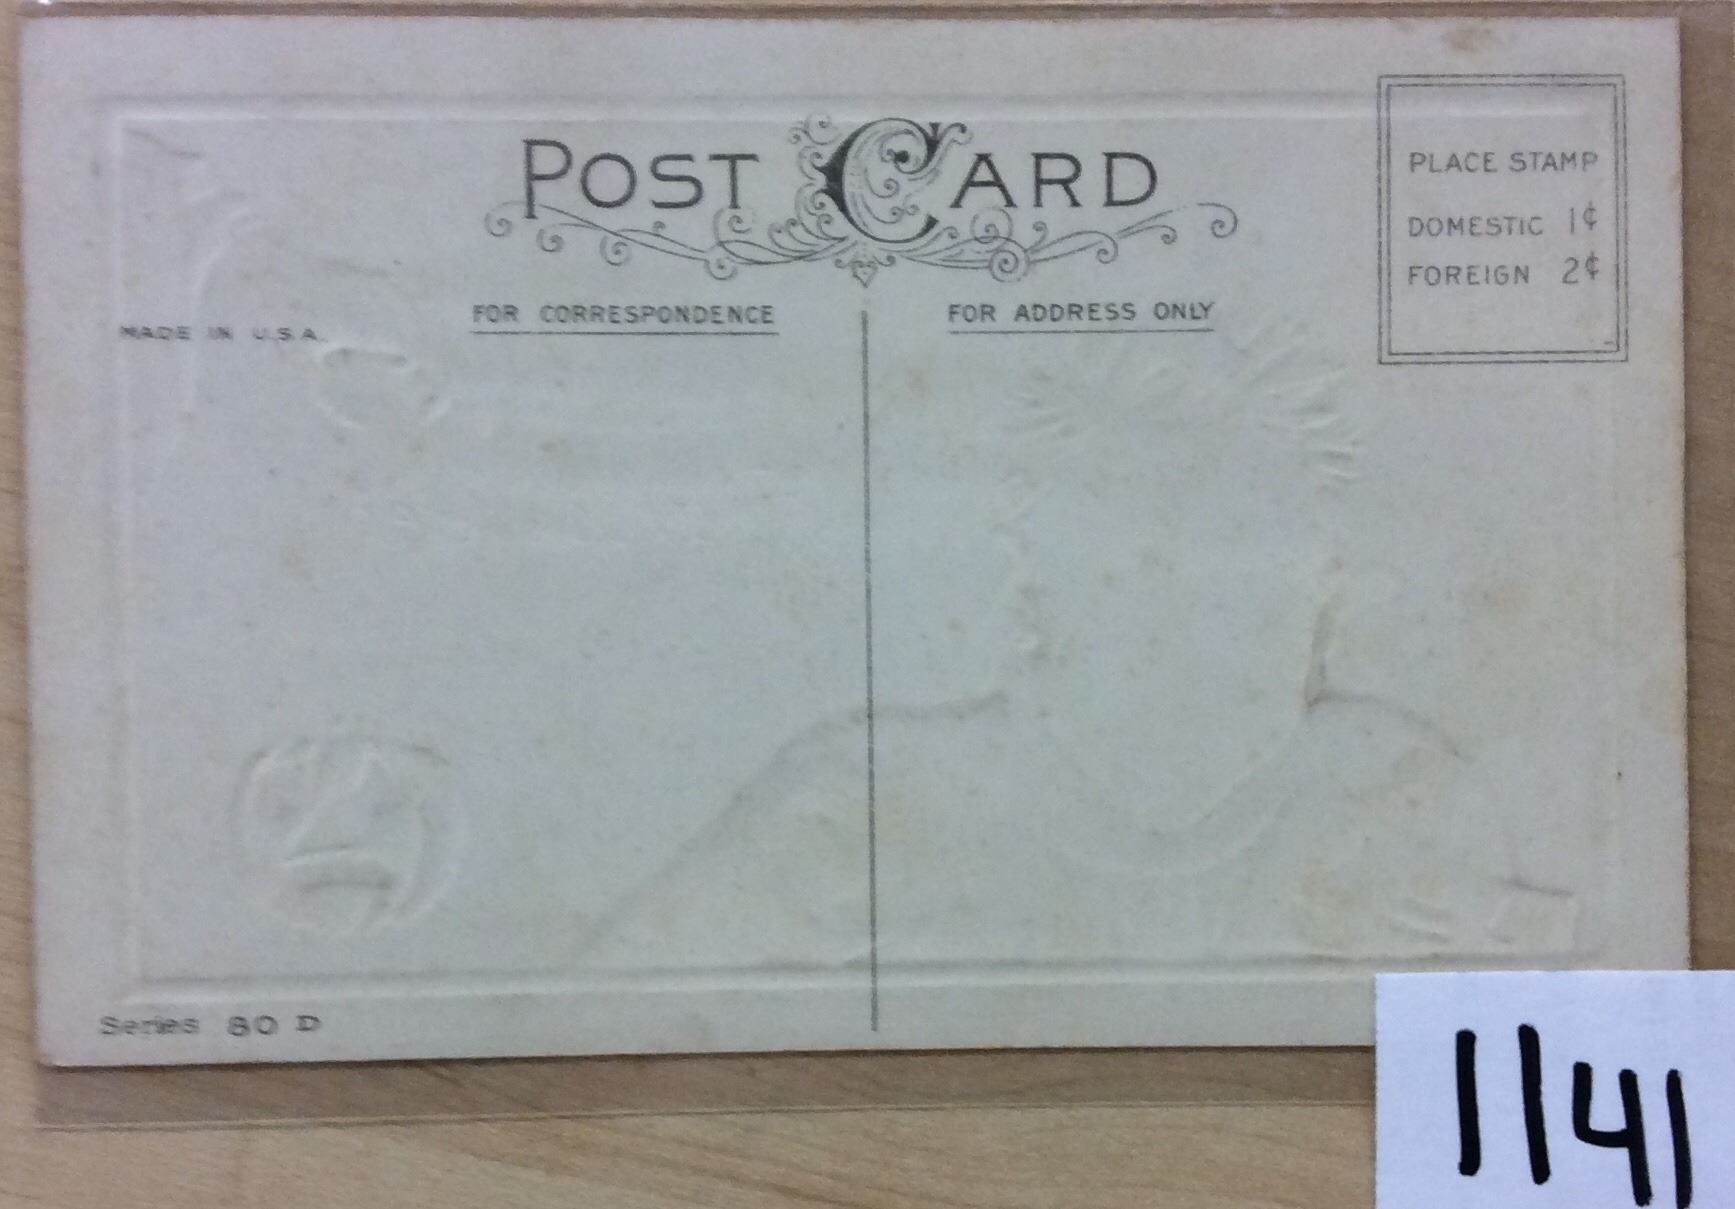 POST CARD
PLACE STAMP
DOMESTIC 1¢
FOREIGN 2¢
FOR CORRESPONDENCE
FOR ADDRESS ONLY
MADE IN U.S.A.
Series 80 D
1141